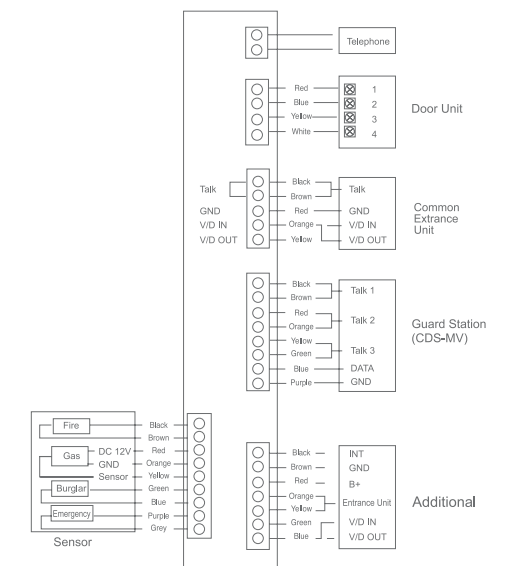 Telephone
Red 1
Blue 2
Yellow 3
White 4
Door Unit
Talk Black Talk
Brown
GND Red GND
V/D IN Orange V/D IN
V/D OUT Yellow V/D OUT
Common
Extrance
Unit
Black Talk 1
Brown
Red Talk 2
Orange
Yellow Talk 3
Green
Blue DATA
Purple GND
Guard Station
(CDS-MV)
Fire Black
Brown
Gas DC 12V Red
GND Orange
Sensor Yellow
Burglar Green
Blue
Emergency Purple
Grey
Sensor
Black INT
Brown GND
Red B+
Orange Entrance Unit
Yellow
Green V/D IN
Blue V/D OUT
Additional